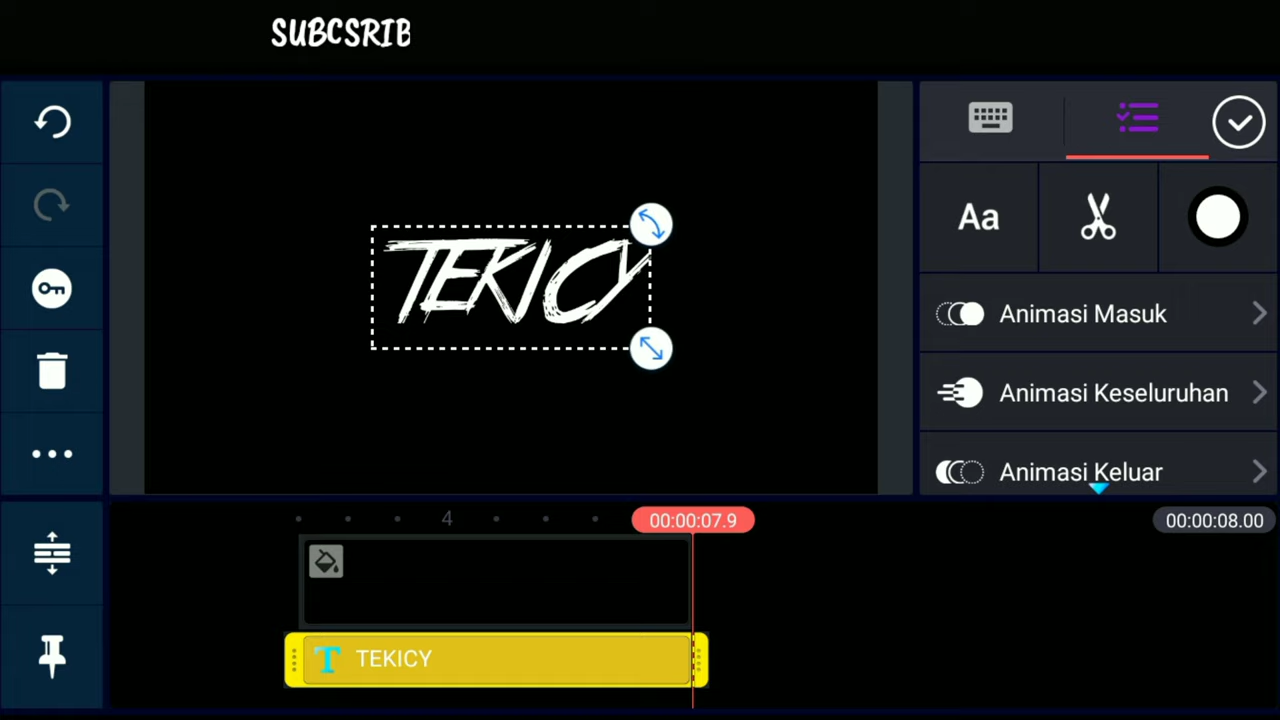 SUBCSRIB
TEKICY
Aa
Animasi Masuk
Animasi Keseluruhan
Animasi Keluar
4
00:00:07.9
00:00:08.00
T TEKICY